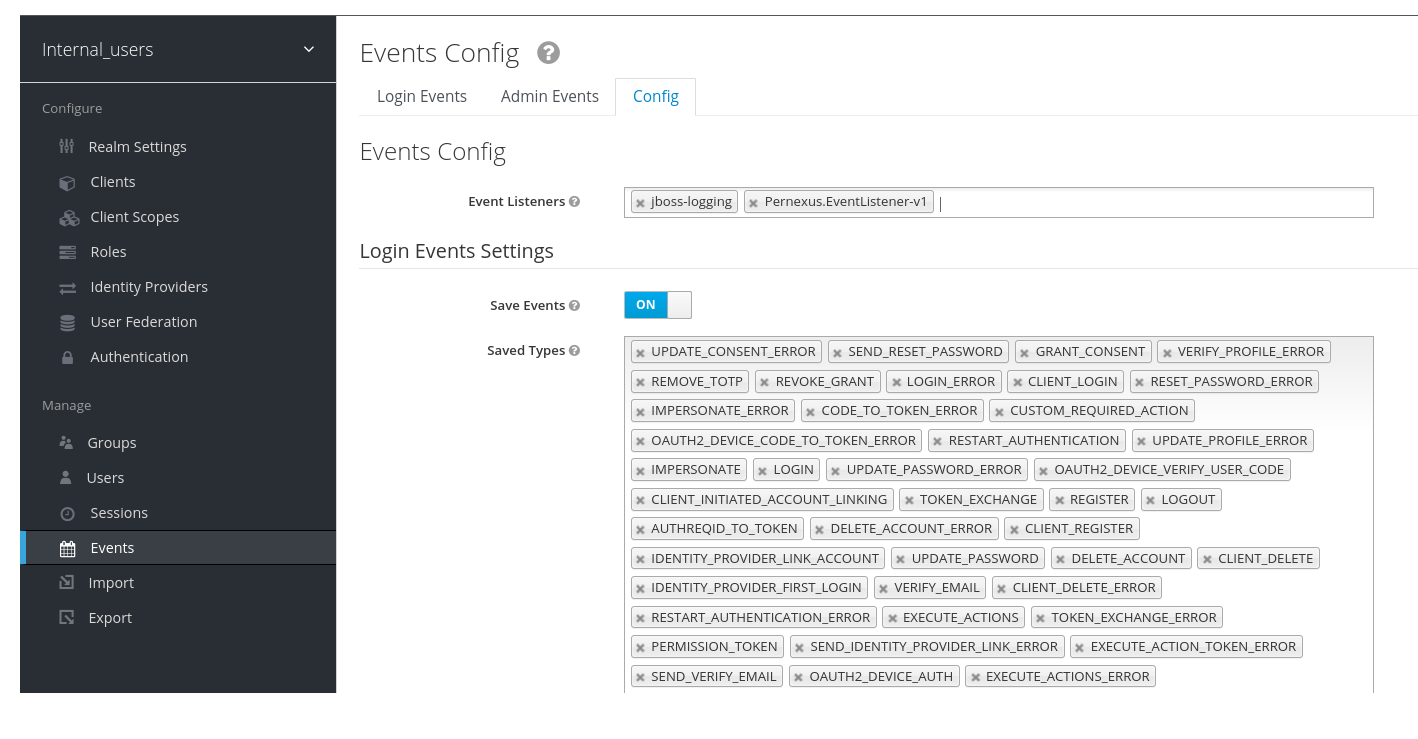 Internal_users
Configure
Realm Settings
Clients
Client Scopes
Roles
Identity Providers
User Federation
Authentication
Manage
Groups
Users
Sessions
Events
Import
Export
Events Config
Login Events Admin Events Config
Events Config
Event Listeners jboss-logging Pernexus.EventListener-v1
Login Events Settings
Save Events ON
Saved Types UPDATE_CONSENT_ERROR SEND_RESET_PASSWORD GRANT_CONSENT VERIFY_PROFILE_ERROR
REMOVE_TOTP REVOKE_GRANT LOGIN_ERROR CLIENT_LOGIN RESET_PASSWORD_ERROR
IMPERSONATE_ERROR CODE_TO_TOKEN_ERROR CUSTOM_REQUIRED_ACTION
OAUTH2_DEVICE_CODE_TO_TOKEN_ERROR RESTART_AUTHENTICATION UPDATE_PROFILE_ERROR
IMPERSONATE LOGIN UPDATE_PASSWORD_ERROR OAUTH2_DEVICE_VERIFY_USER_CODE
CLIENT_INITIATED_ACCOUNT_LINKING TOKEN_EXCHANGE REGISTER LOGOUT
AUTHREQID_TO_TOKEN DELETE_ACCOUNT_ERROR CLIENT_REGISTER
IDENTITY_PROVIDER_LINK_ACCOUNT UPDATE_PASSWORD DELETE_ACCOUNT CLIENT_DELETE
IDENTITY_PROVIDER_FIRST_LOGIN VERIFY_EMAIL CLIENT_DELETE_ERROR
RESTART_AUTHENTICATION_ERROR EXECUTE_ACTIONS TOKEN_EXCHANGE_ERROR
PERMISSION_TOKEN SEND_IDENTITY_PROVIDER_LINK_ERROR EXECUTE_ACTION_TOKEN_ERROR
SEND_VERIFY_EMAIL OAUTH2_DEVICE_AUTH EXECUTE_ACTIONS_ERROR